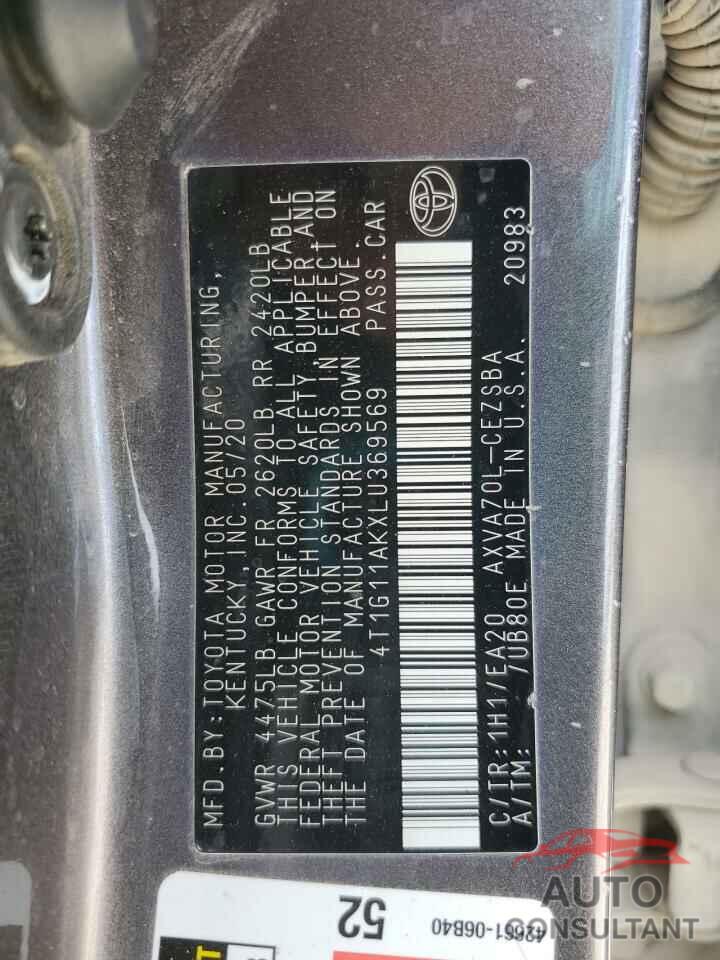 MFD.BY:TOYOTA MOTOR MANUFACTURING,
KENTUCKY,INC.05/20
GVWR 4475LB GAWR FR 2620LB RR 2420LB
THIS VEHICLE CONFORMS TO ALL APPLICABLE
FEDERAL MOTOR VEHICLE SAFETY, BUMPER,AND
THEFT PREVENTION STANDARDS IN EFFECT ON
THE DATE OF MANUFACTURE SHOWN ABOVE.
4T1G11AKXLU369569 PASS.CAR
C/TR:1H1/EA20 AXVA70L-CEZSBA
A/TM: /UB80E MADE IN U.S.A. 20983
52
42661-06B40
AUTO
CONSULTANT